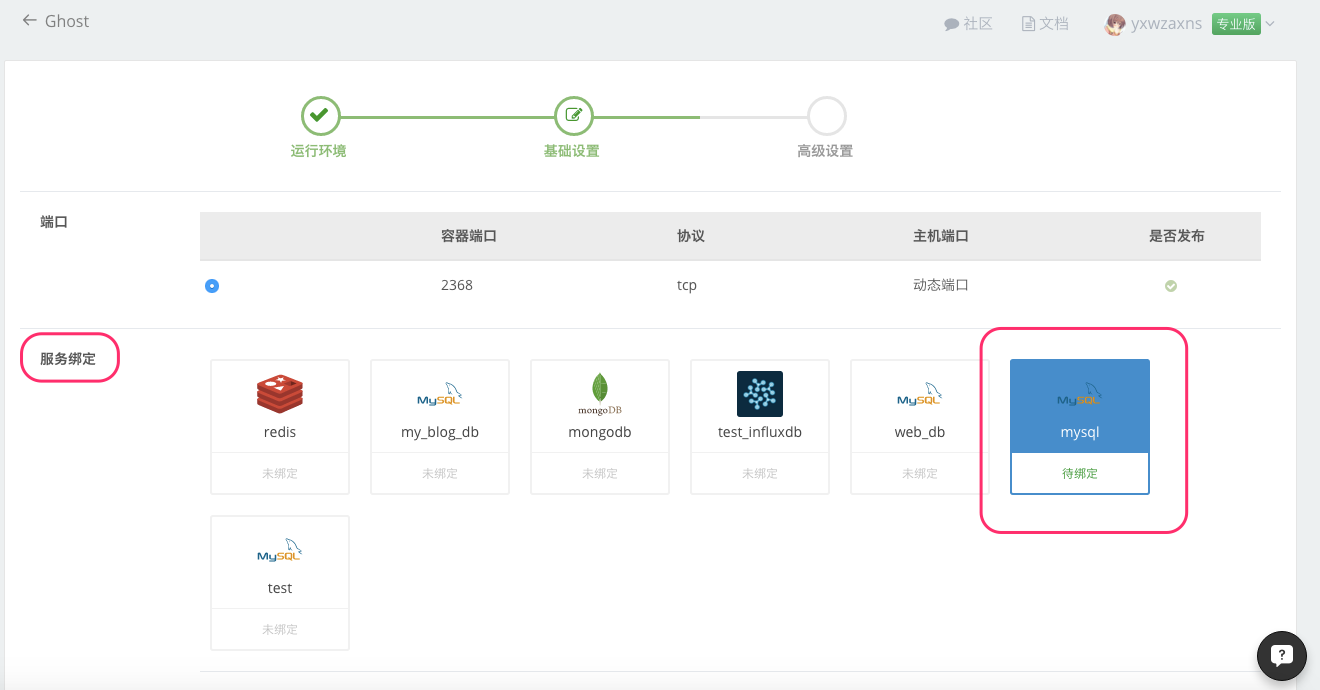 Ghost
社区 文档 yxwzaxns 专业版
运行环境 基础设置 高级设置
端口
容器端口 协议 主机端口 是否发布
2368 tcp 动态端口
服务绑定
MySQL mongoDB MySQL MySQL
redis my_blog_db mongodb test_influxdb web_db mysql
未绑定 未绑定 未绑定 未绑定 未绑定 待绑定
MySQL
test
未绑定
?